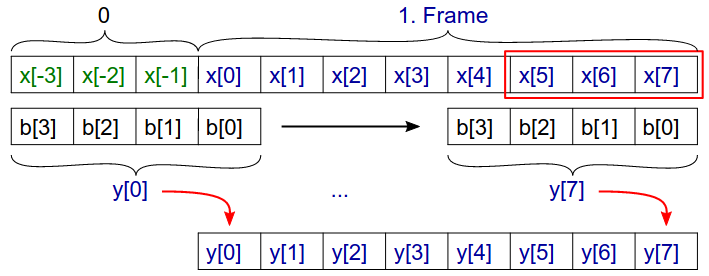 0 1. Frame
x[-3] x[-2] x[-1] x[0] x[1] x[2] x[3] x[4] x[5] x[6] x[7]
b[3] b[2] b[1] b[0] b[3] b[2] b[1] b[0]
y[0] ... y[7]
y[0] y[1] y[2] y[3] y[4] y[5] y[6] y[7]